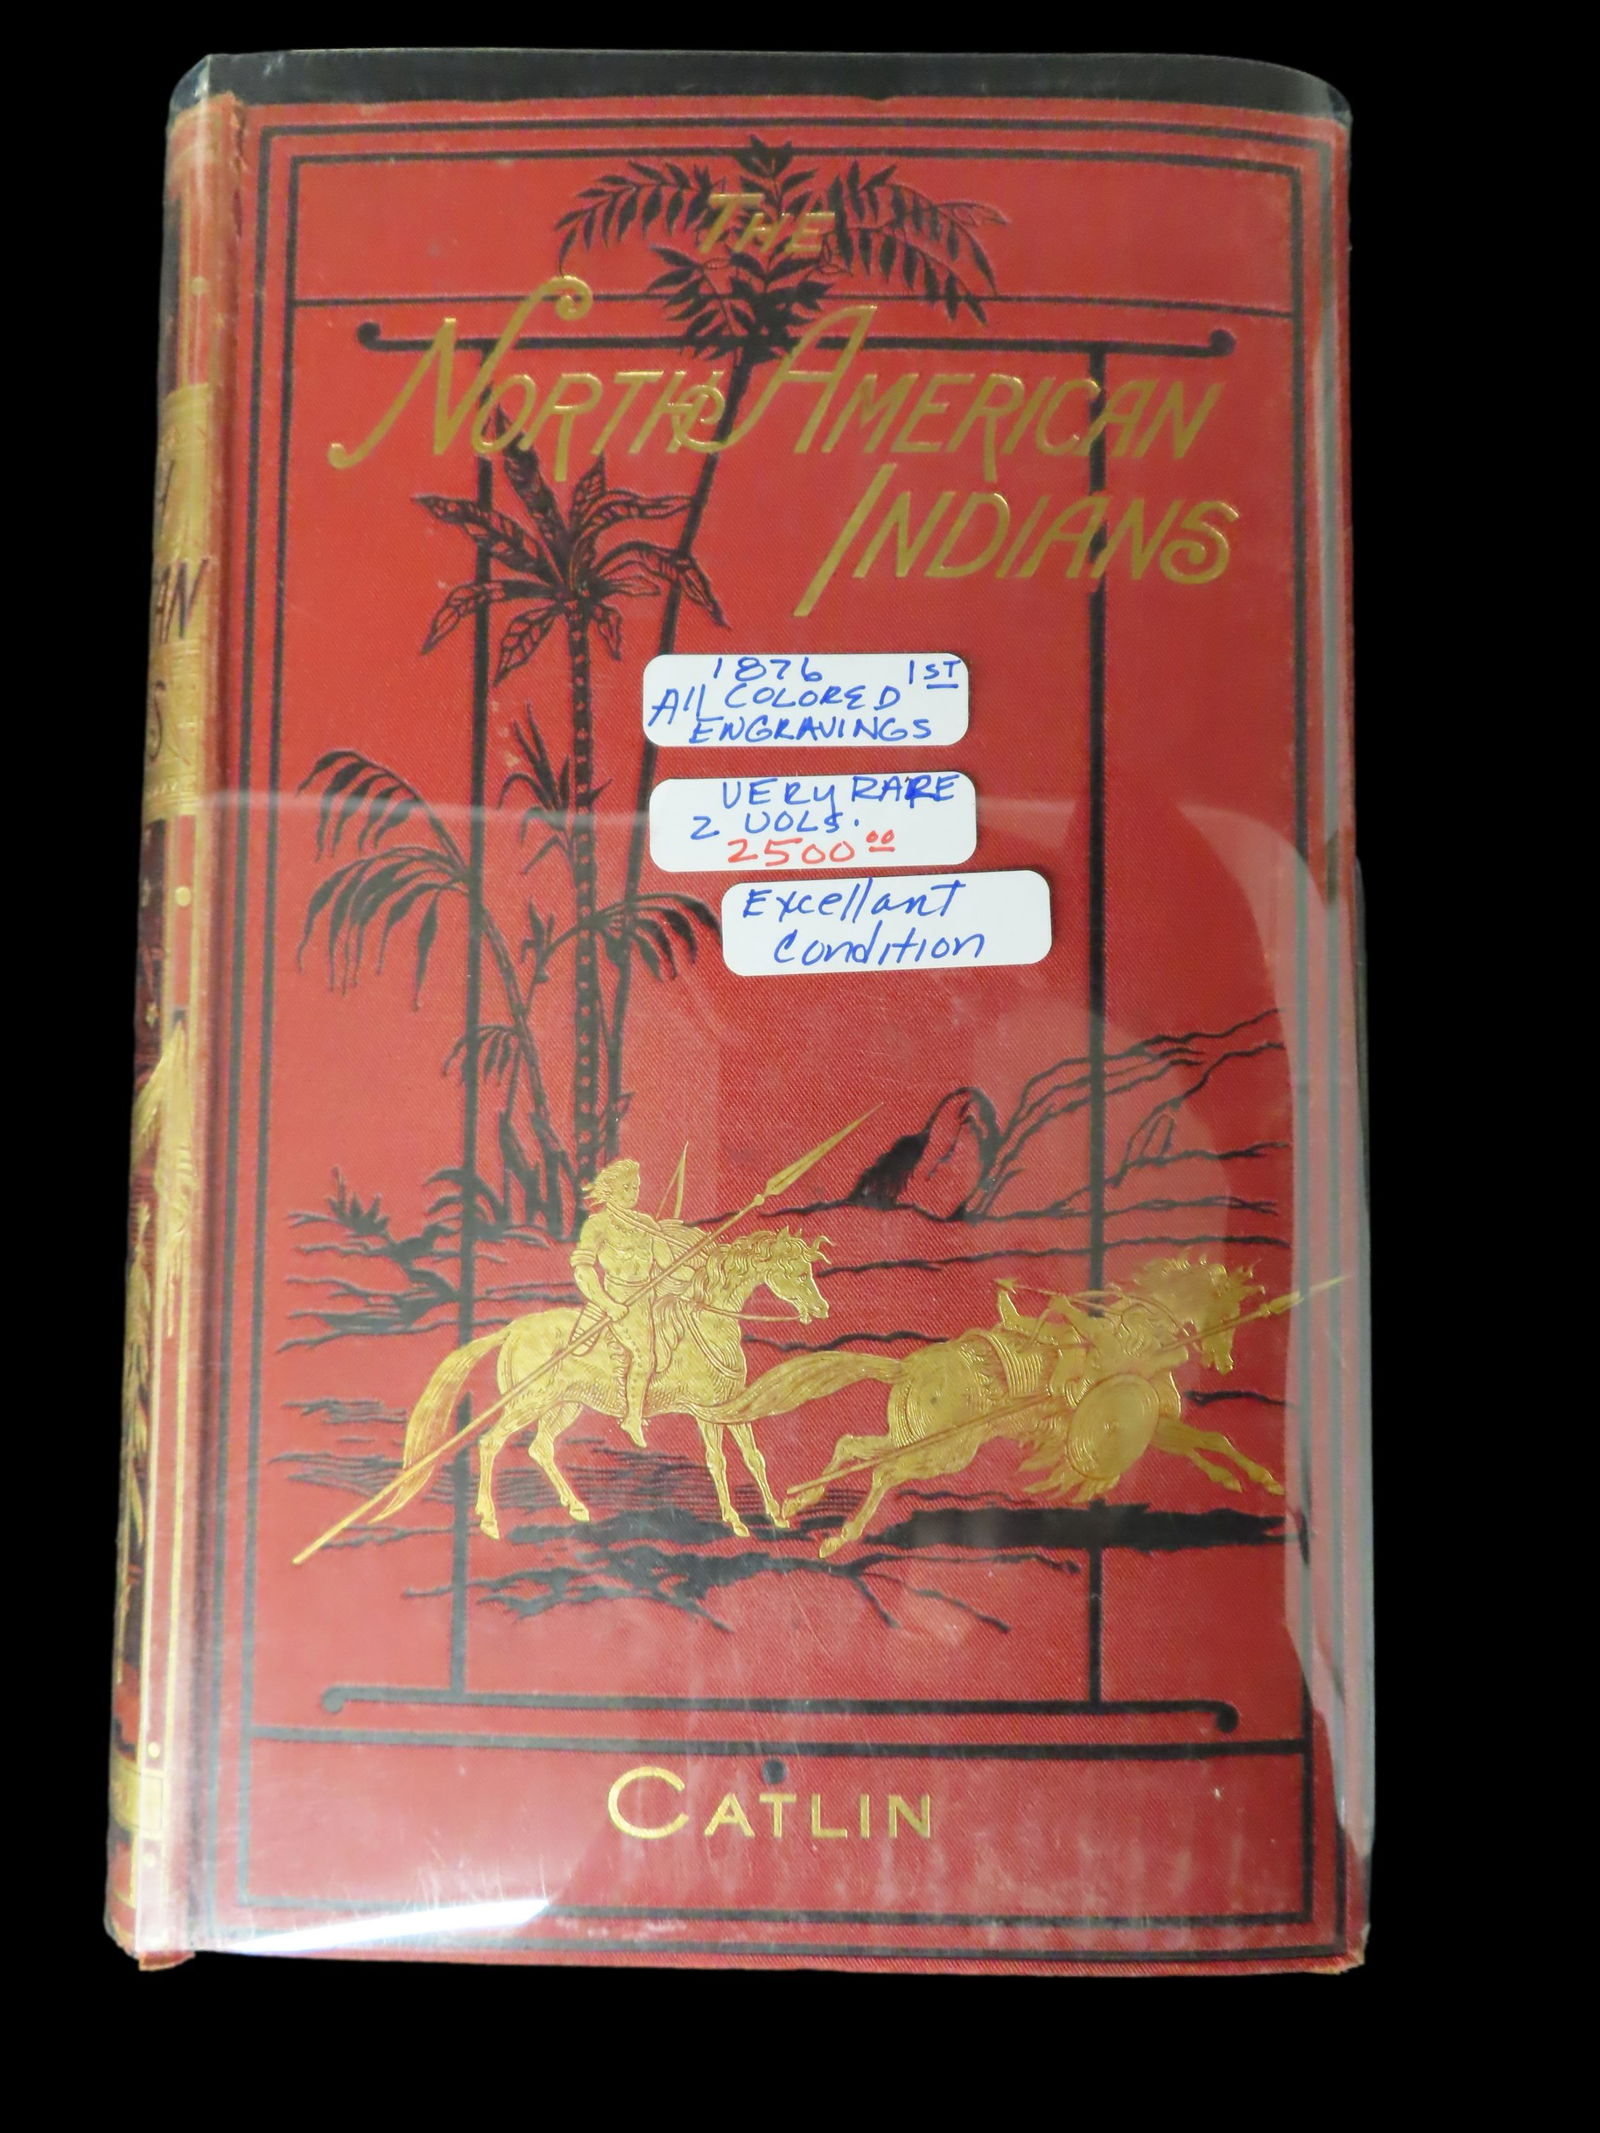 THE
NORTH AMERICAN
INDIANS
1876 1ST
All COLORED
ENGRAVINGS
VERY RARE
2 VOLS.
2500.00
Excellant
condition
CATLIN